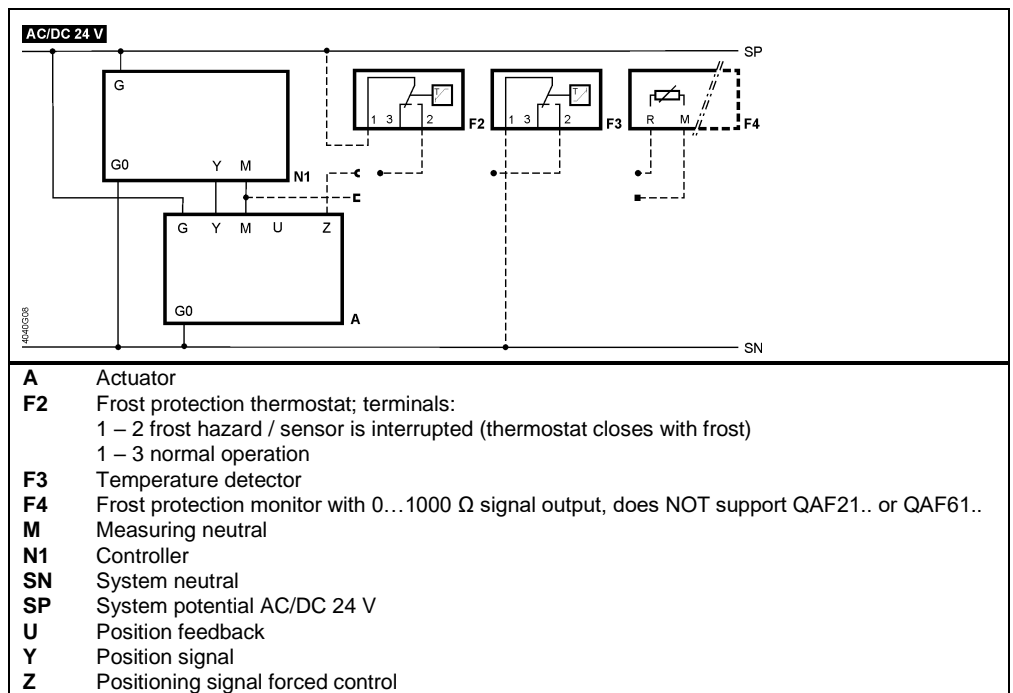 AC/DC 24 V
SP
G
T
T
1 3 2 F2
1 3 2 F3
R M F4
G0 Y M N1
G Y M U Z
G0 A
4040G08
SN
A Actuator
F2 Frost protection thermostat; terminals:
1 – 2 frost hazard / sensor is interrupted (thermostat closes with frost)
1 – 3 normal operation
F3 Temperature detector
F4 Frost protection monitor with 0…1000 Ω signal output, does NOT support QAF21.. or QAF61..
M Measuring neutral
N1 Controller
SN System neutral
SP System potential AC/DC 24 V
U Position feedback
Y Position signal
Z Positioning signal forced control